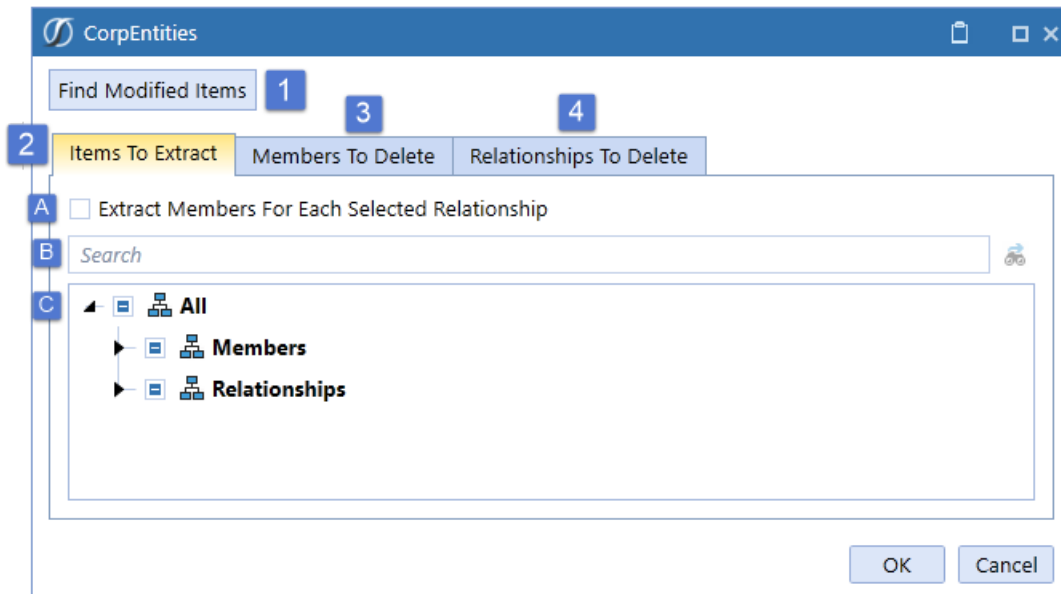 CorpEntities
Find Modified Items 1
3 4
2 Items To Extract Members To Delete Relationships To Delete
A Extract Members For Each Selected Relationship
B Search
C All
Members
Relationships
OK Cancel